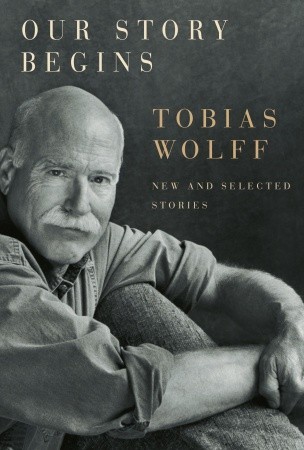 OUR STORY
BEGINS
TOBIAS
WOLFF
NEW AND SELECTED
STORIES